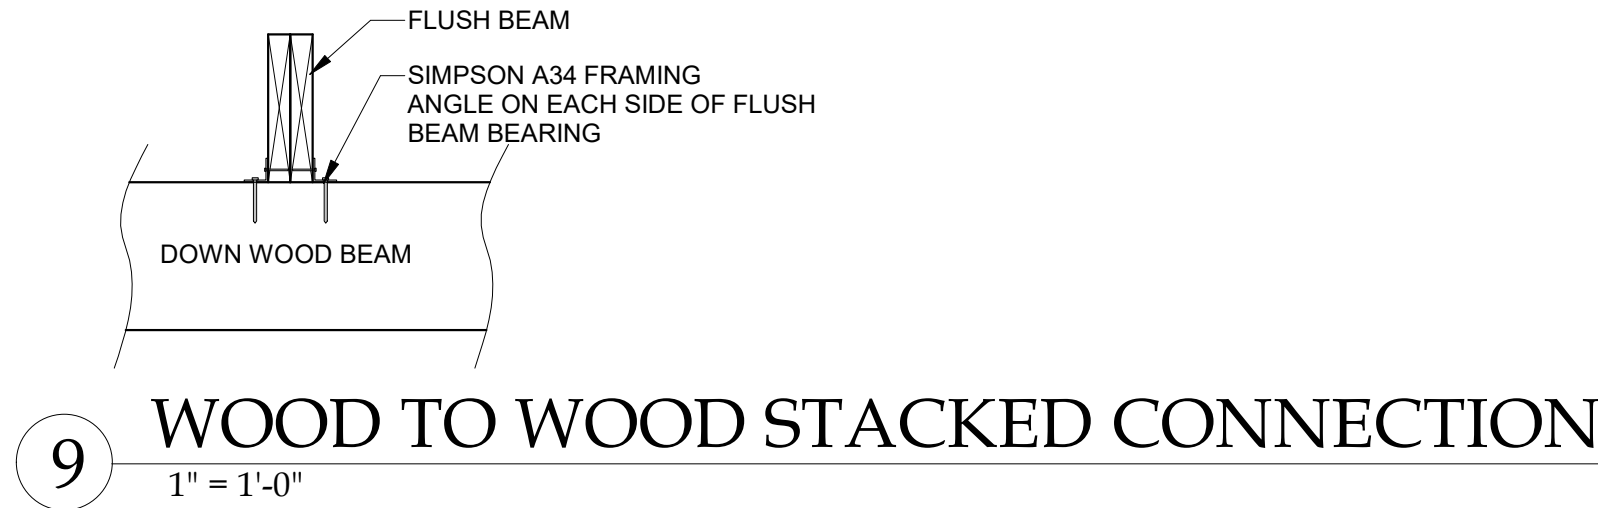 FLUSH BEAM
SIMPSON A34 FRAMING
ANGLE ON EACH SIDE OF FLUSH
BEAM BEARING
DOWN WOOD BEAM
9
WOOD TO WOOD STACKED CONNECTION
1" = 1'-0"